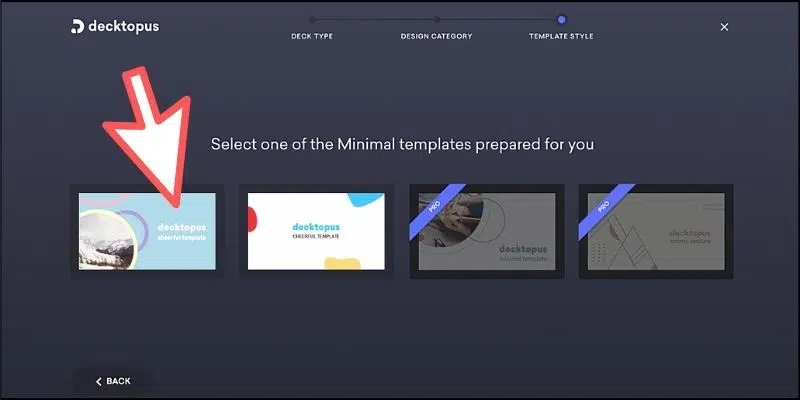 decktopus
DECK TYPE
DESIGN CATEGORY
TEMPLATE STYLE
Select one of the Minimal templates prepared for you
decktopus
cheerful template
decktopus
CHEERFUL TEMPLATE
PRO
decktopus
minimal template
PRO
decktopus
minimal template
BACK